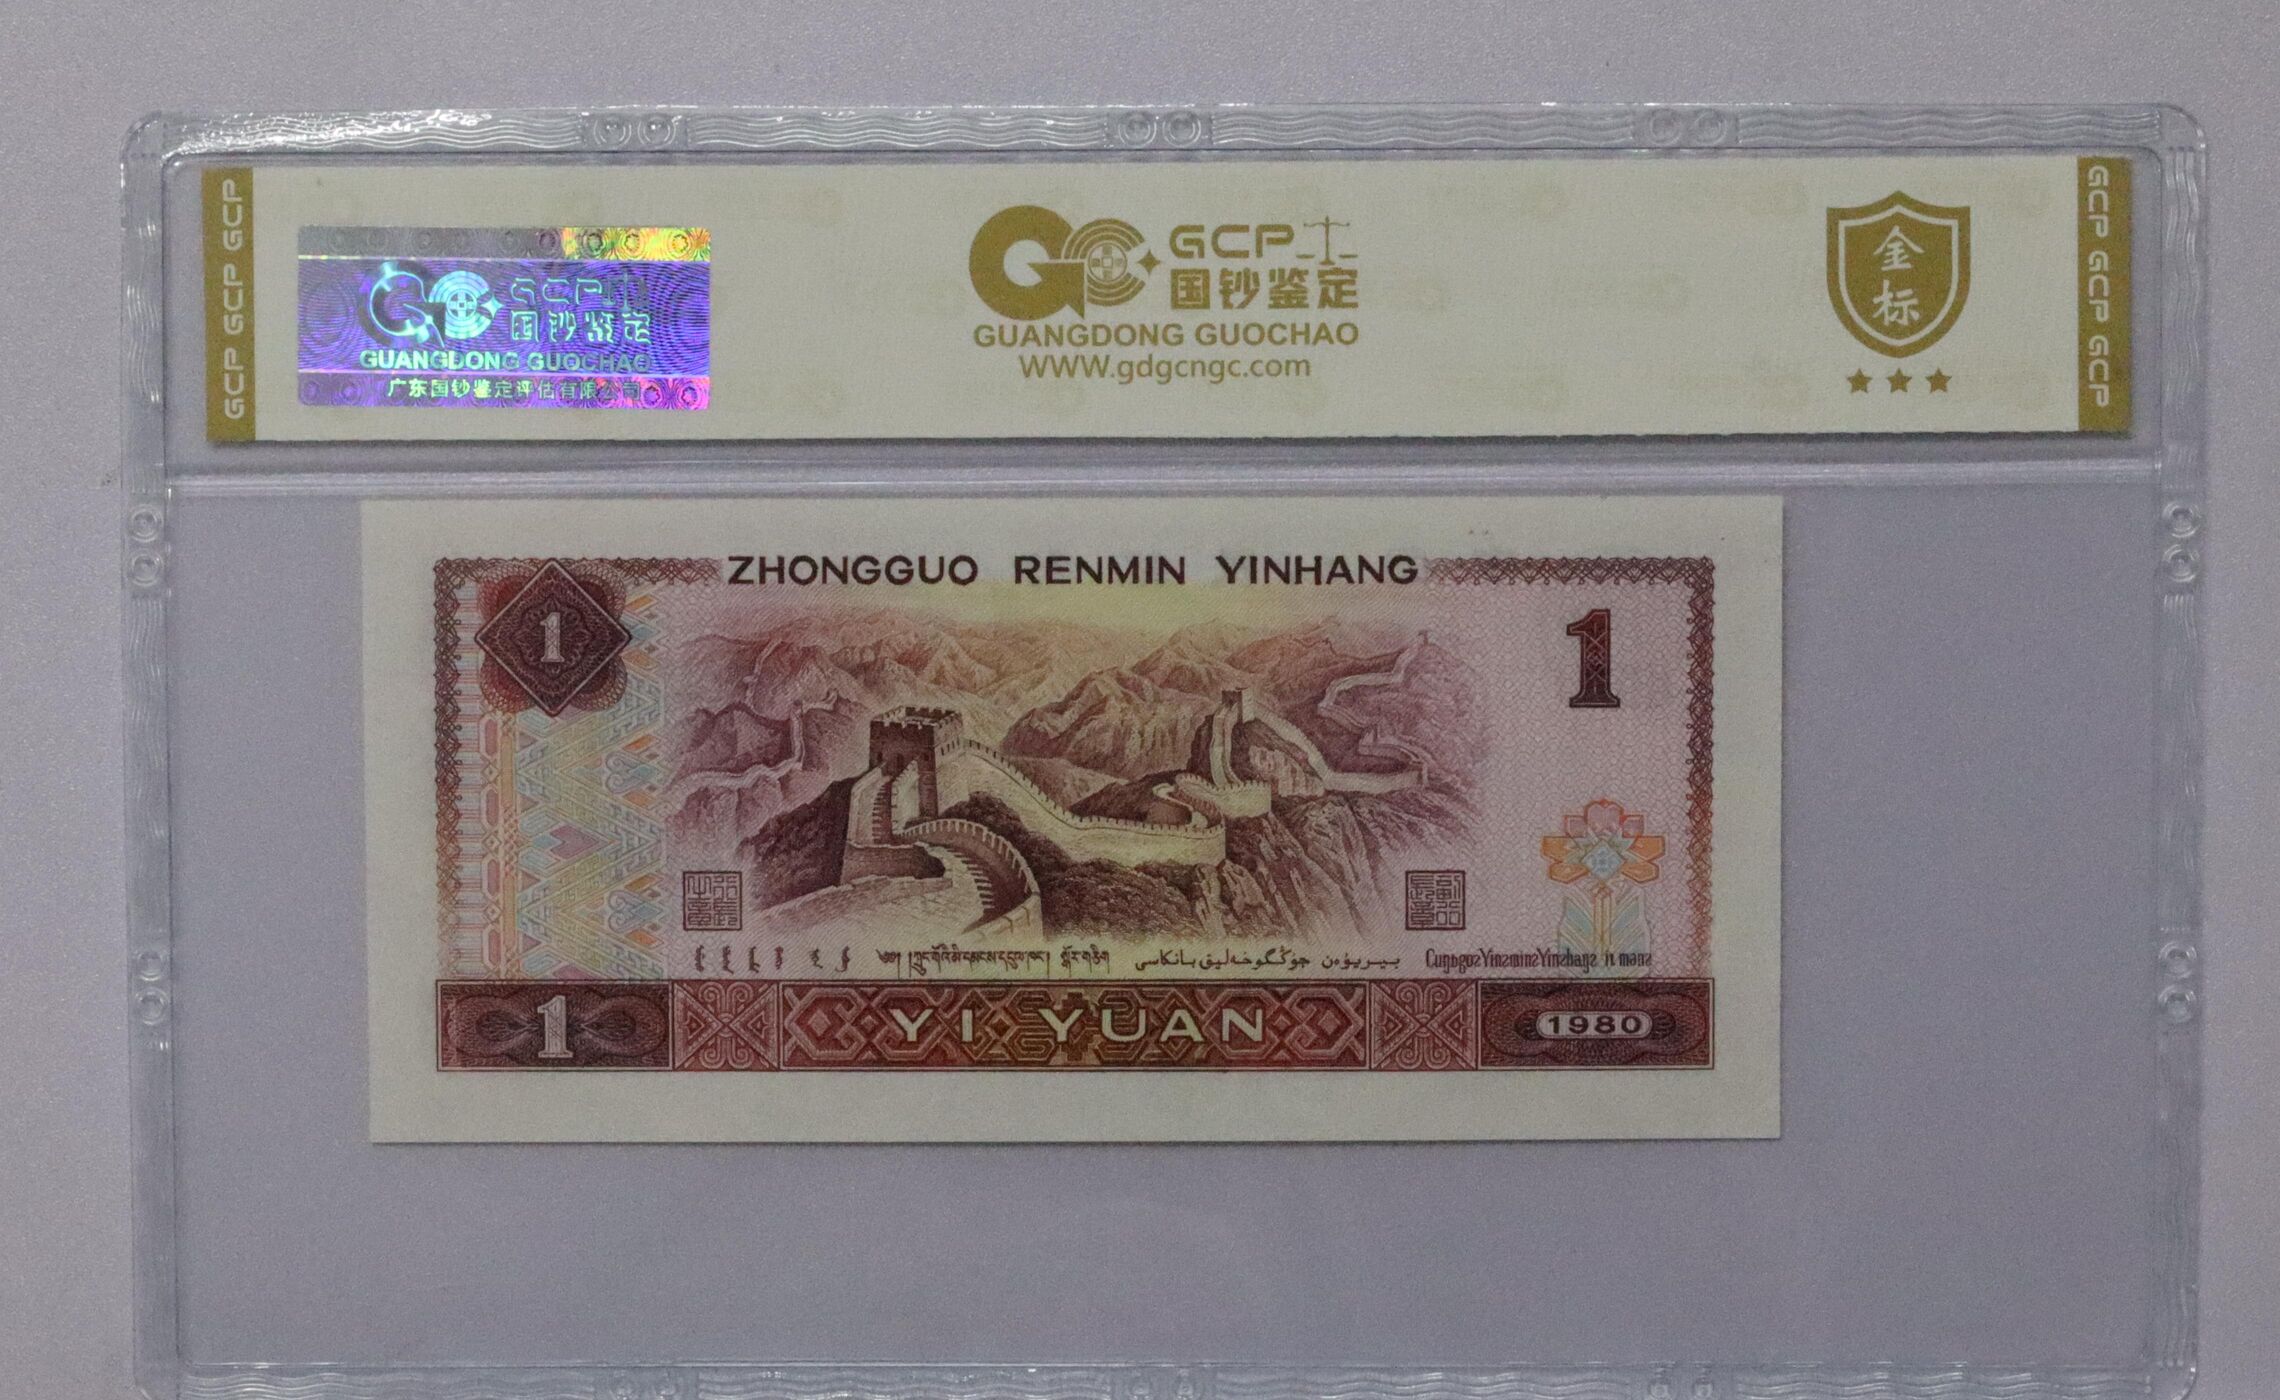 GCP GCP GCP
GCP
国钞鉴定
GUANGDONG GUOCHAO
广东国钞鉴定评估有限公司
GCP
国钞鉴定
GUANGDONG GUOCHAO
WWW.gdgcngc.com
金
标
GCP GCP GCP
ZHONGGUO RENMIN YINHANG
1
1
1
YI YUAN
1980